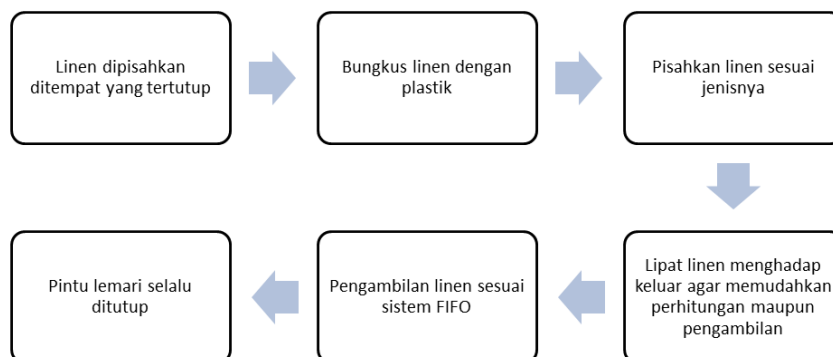 Linen dipisahkan
ditempat yang tertutup
Bungkus linen dengan
plastik
Pisahkan linen sesuai
jenisnya
Lipat linen menghadap
keluar agar memudahkan
perhitungan maupun
pengambilan
Pengambilan linen sesuai
sistem FIFO
Pintu lemari selalu
ditutup